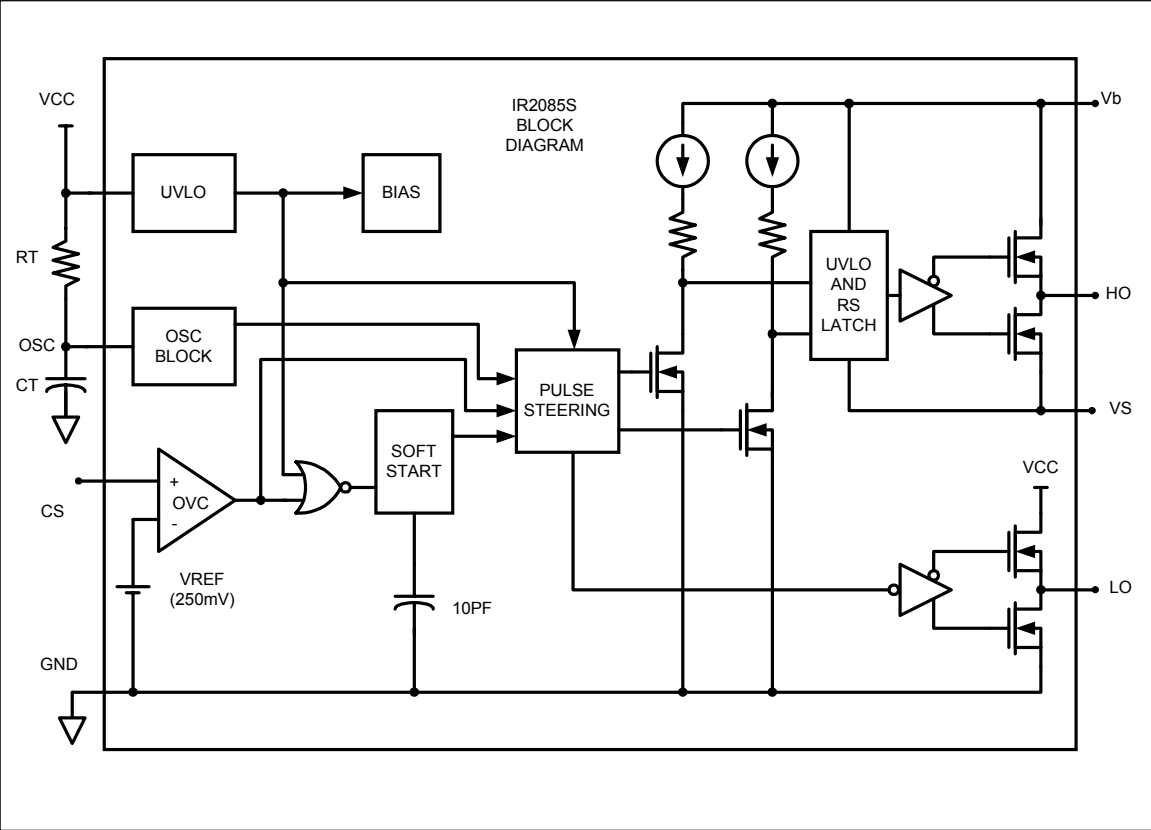 IR2085S
BLOCK
DIAGRAM
VCC
Vb
UVLO
BIAS
RT
UVLO
AND
RS
LATCH
HO
OSC
OSC
BLOCK
CT
PULSE
STEERING
VS
SOFT
START
VCC
+
OVC
-
CS
VREF
(250mV)
10PF
LO
GND